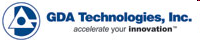 GDA Technologies, Inc.
accelerate your innovation™